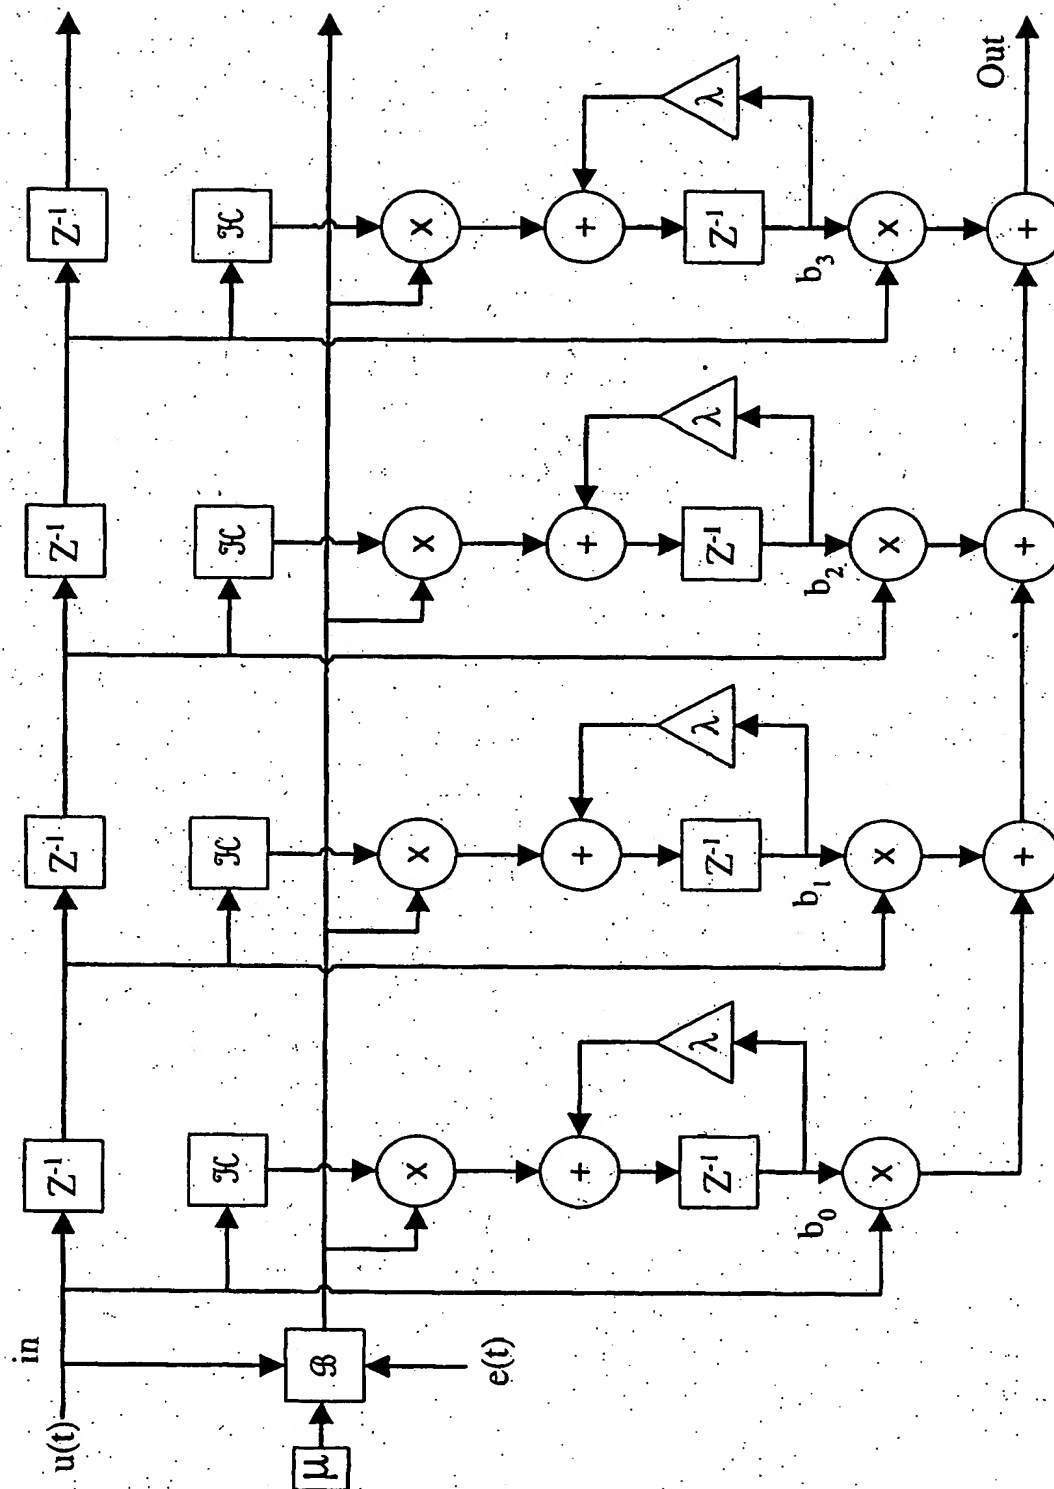 u(t)
in
Z⁻¹
Z⁻¹
Z⁻¹
Z⁻¹
ℋ
ℋ
ℋ
ℋ
μ
ℬ
e(t)
X
X
X
X
+
+
+
+
λ
λ
λ
λ
Z⁻¹
Z⁻¹
Z⁻¹
Z⁻¹
b₀
b₁
b₂
b₃
X
X
X
X
+
+
+
Out